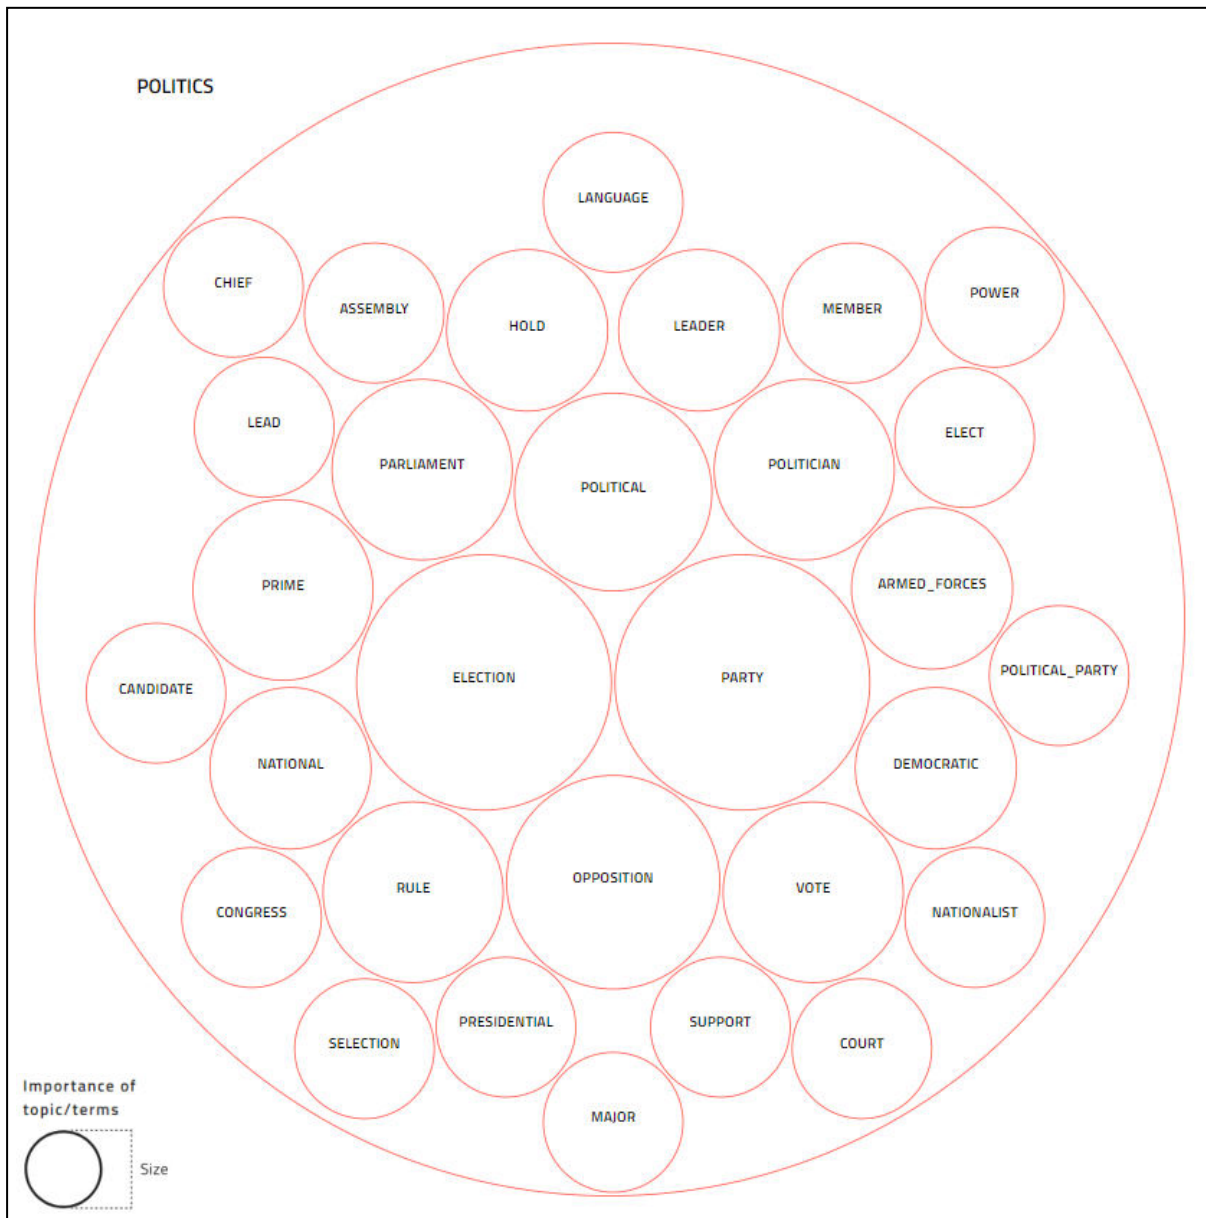 POLITICS
LANGUAGE
CHIEF
ASSEMBLY
HOLD
LEADER
MEMBER
POWER
LEAD
PARLIAMENT
POLITICAL
POLITICIAN
ELECT
PRIME
ARMED_FORCES
CANDIDATE
ELECTION
PARTY
POLITICAL_PARTY
NATIONAL
DEMOCRATIC
CONGRESS
RULE
OPPOSITION
VOTE
NATIONALIST
SELECTION
PRESIDENTIAL
SUPPORT
COURT
MAJOR
Importance of
topic/terms
Size